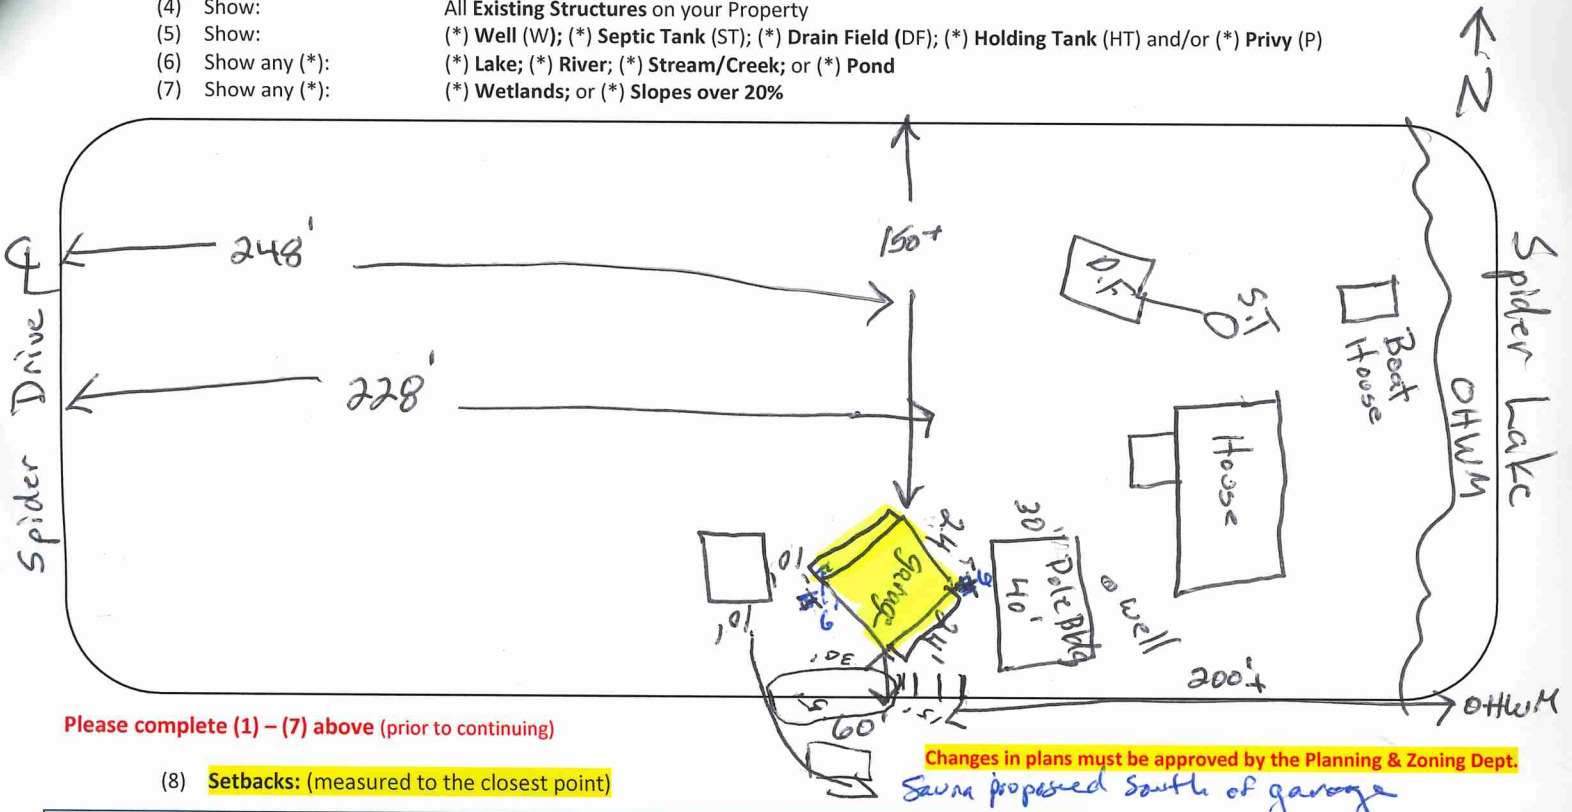 (4) Show: All Existing Structures on your Property
(5) Show: (*) Well (W); (*) Septic Tank (ST); (*) Drain Field (DF); (*) Holding Tank (HT) and/or (*) Privy (P)
(6) Show any (*): (*) Lake; (*) River; (*) Stream/Creek; or (*) Pond
(7) Show any (*): (*) Wetlands; or (*) Slopes over 20%
N
Spider Drive
248'
228'
150+
D.F
S.T
Boat
House
OHWM
Spider Lake
House
24
garage
24'
6
6
10'
10'
30'
Pole Bldg
40'
Well
30'
60'
15'
200'+
OHWM
Please complete (1) – (7) above (prior to continuing)
Changes in plans must be approved by the Planning & Zoning Dept.
(8) Setbacks: (measured to the closest point)
Sauna proposed South of garage